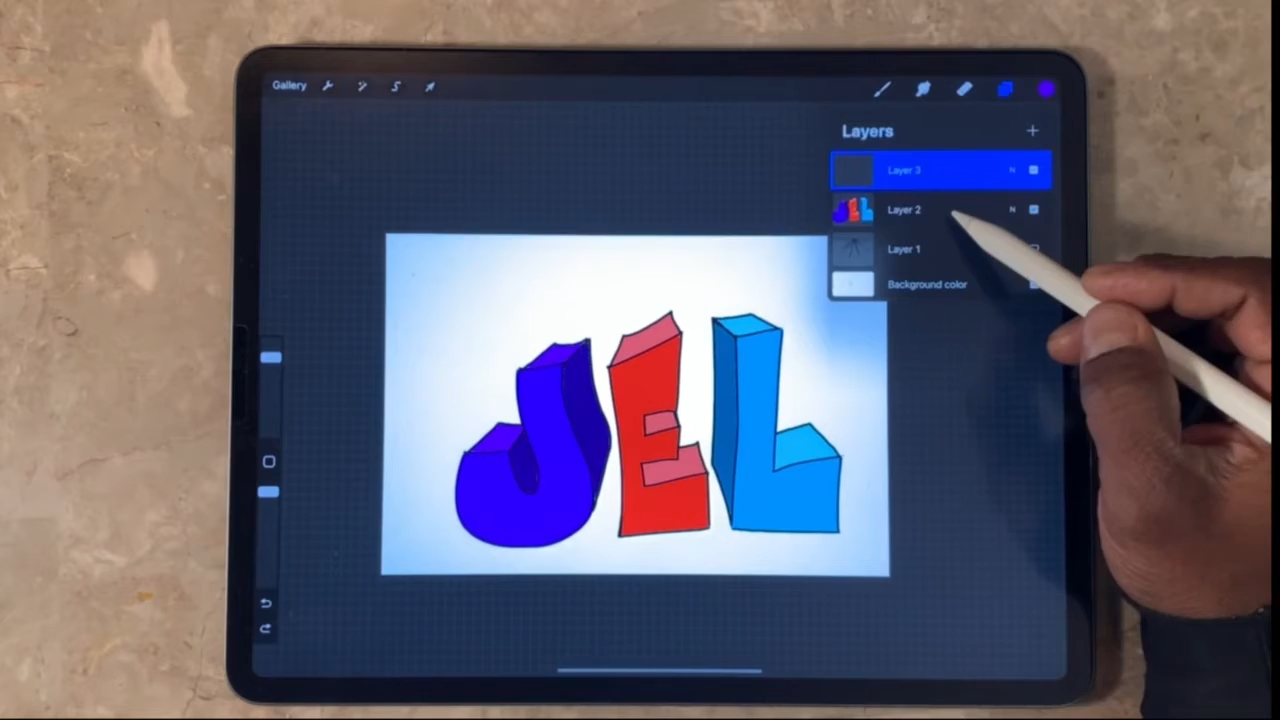 Gallery
Layers
Layer 3 N
Layer 2 N
Layer 1
Background color
JEL